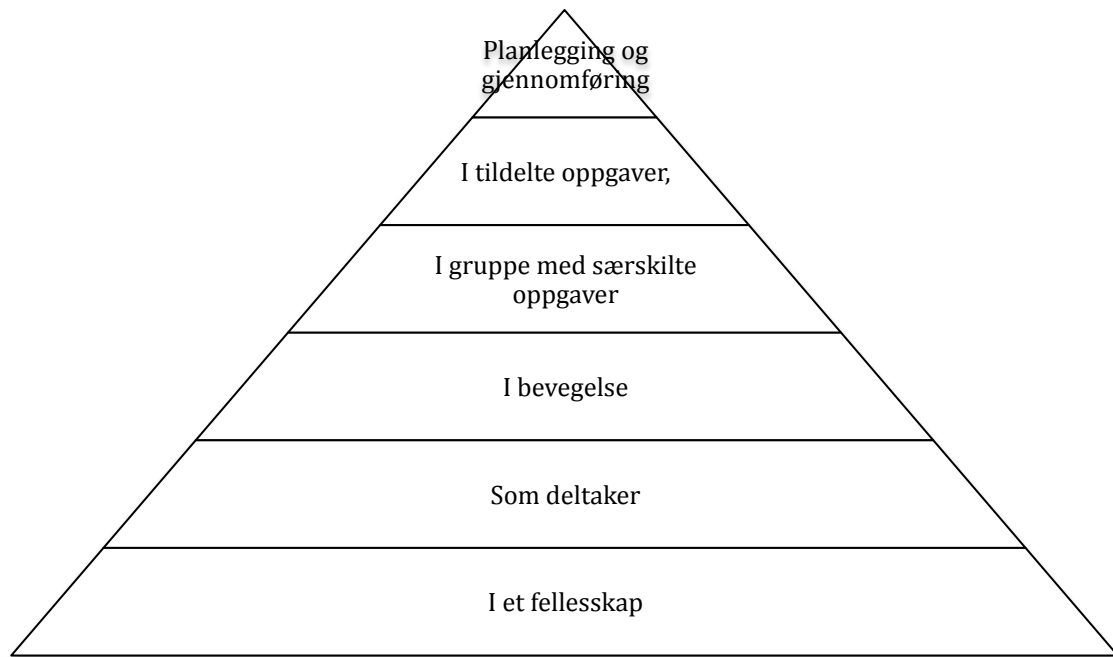 Planlegging og
gjennomføring
I tildelte oppgaver,
I gruppe med særskilte
oppgaver
I bevegelse
Som deltaker
I et fellesskap